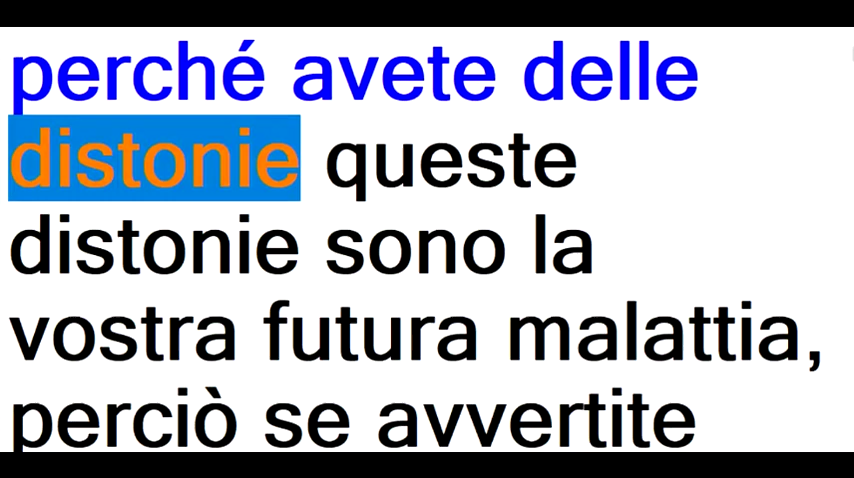 perché avete delle
distonie queste
distonie sono la
vostra futura malattia,
perciò se avvertite